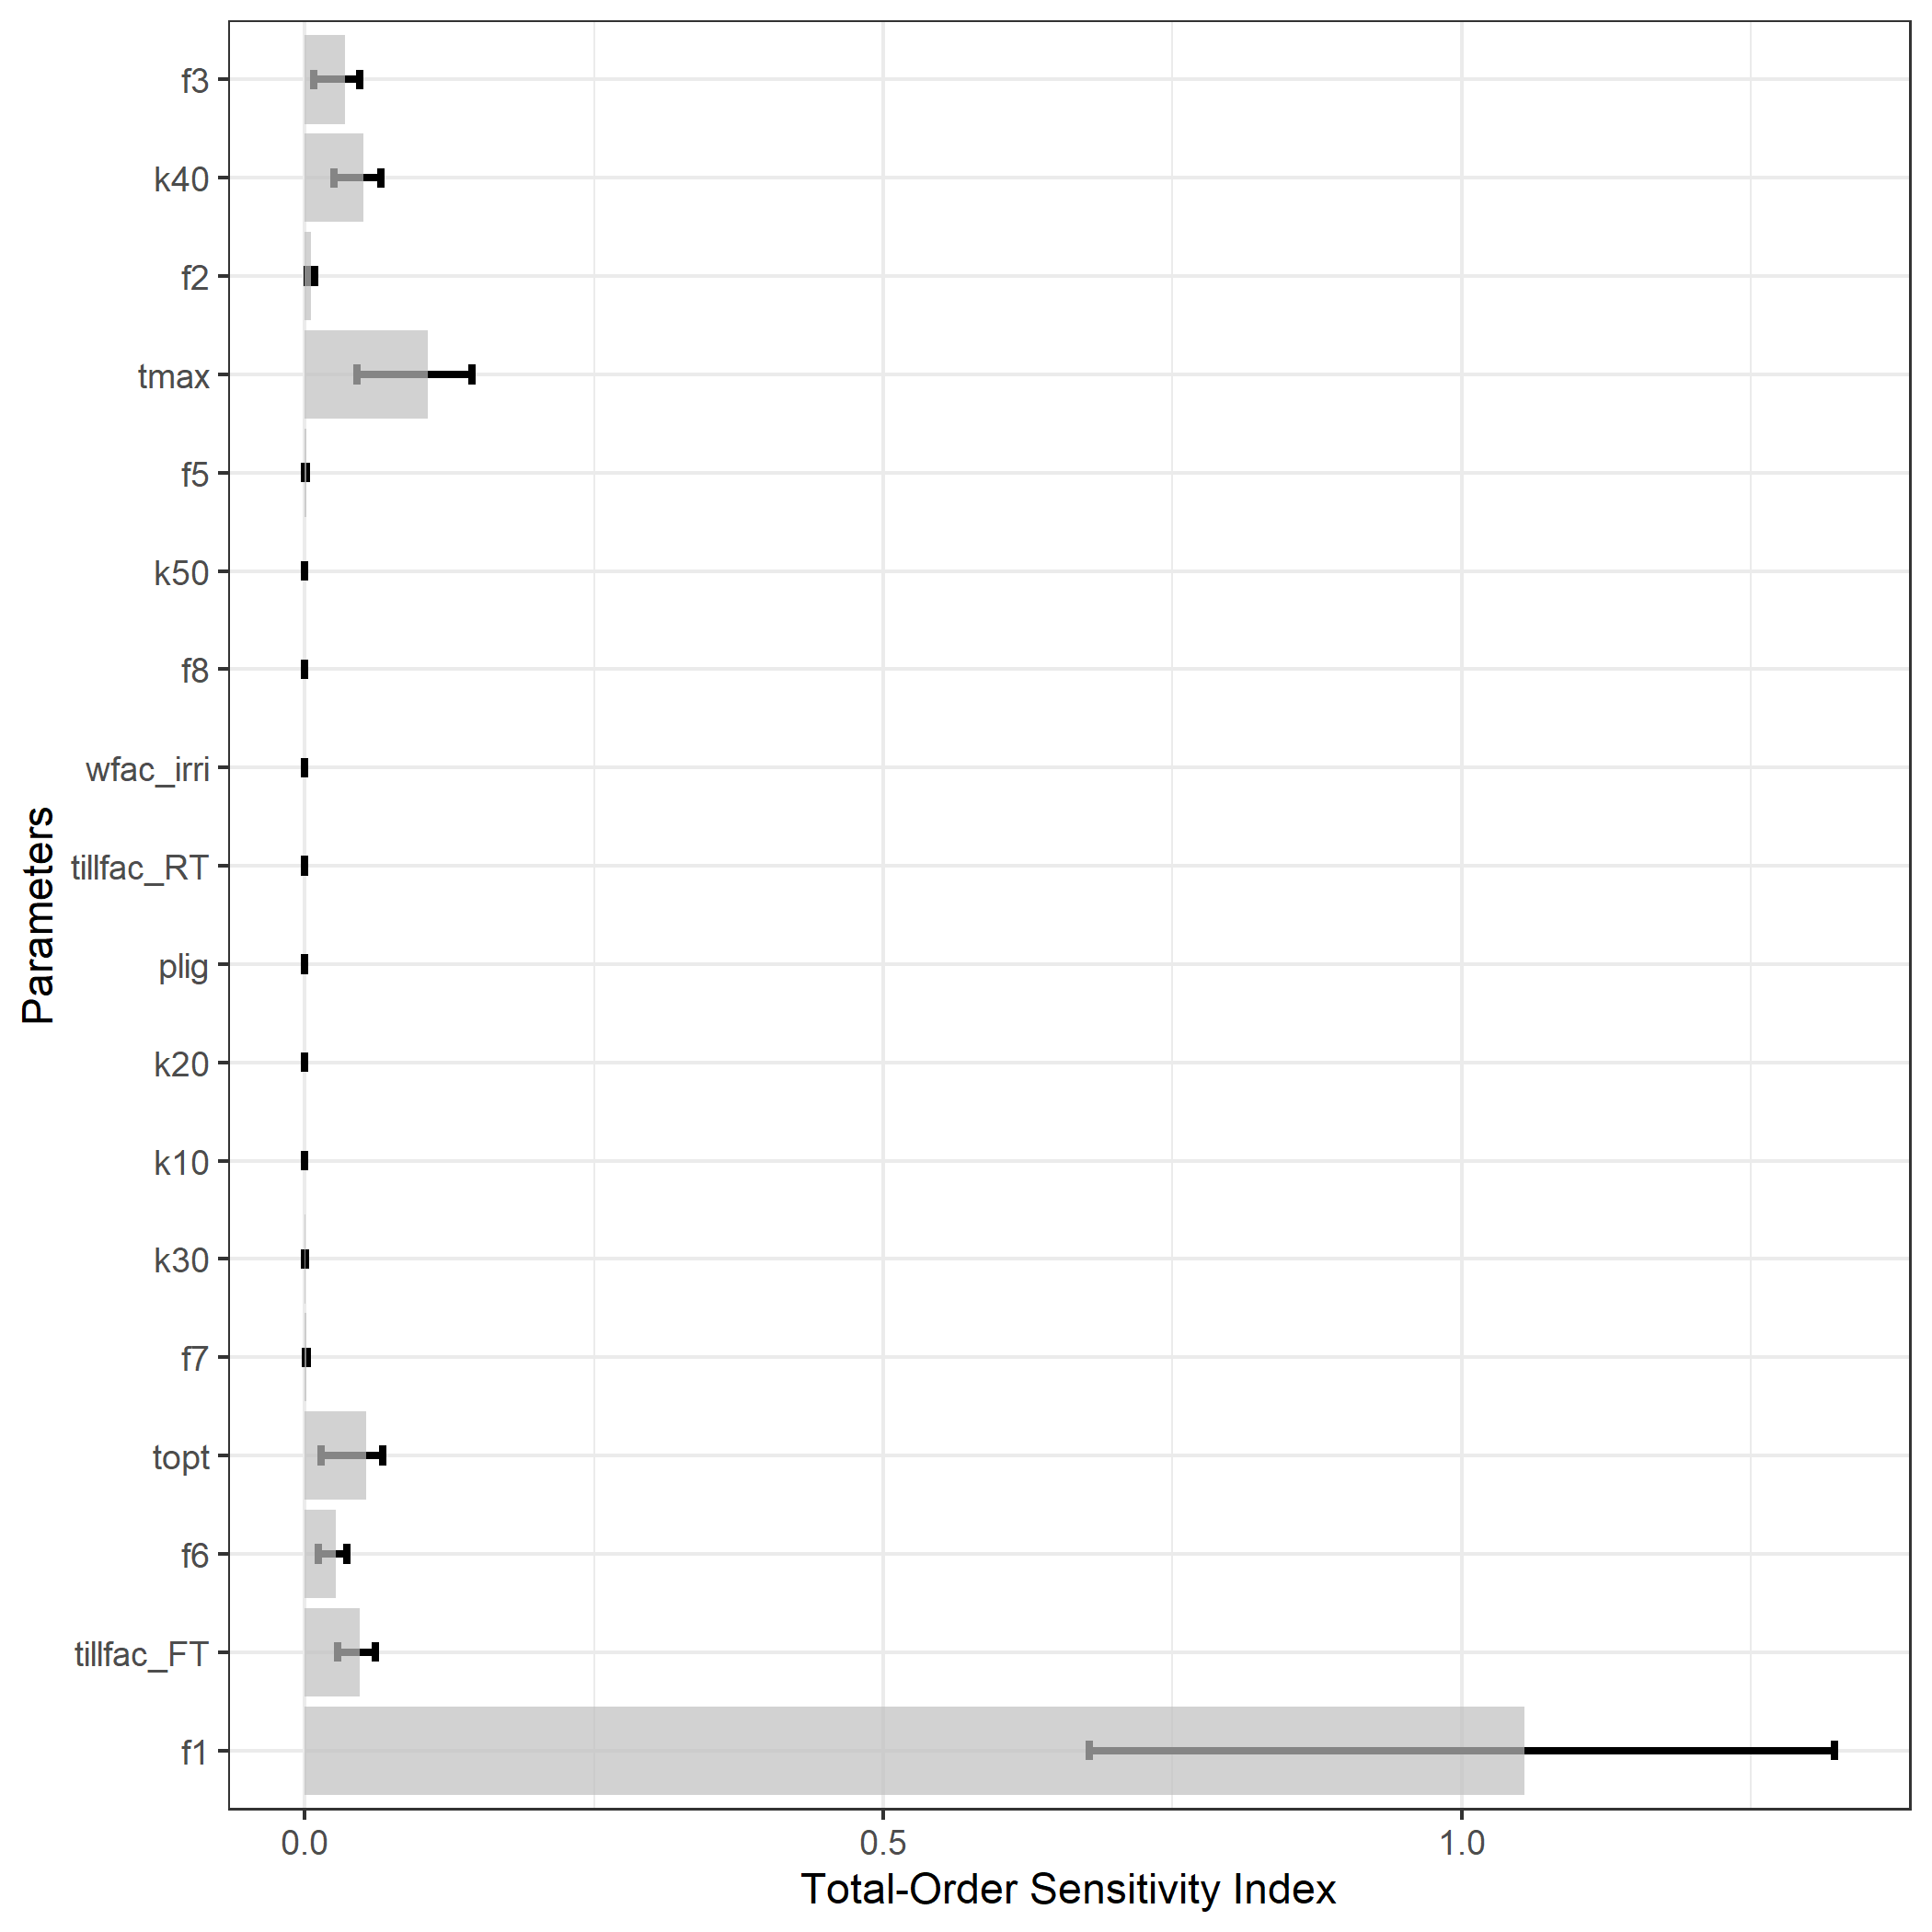 f3
k40
f2
tmax
f5
k50
f8
wfac_irri
tillfac_RT
plig
k20
k10
k30
f7
topt
f6
tillfac_FT
f1
Parameters
0.0 0.5 1.0
Total-Order Sensitivity Index